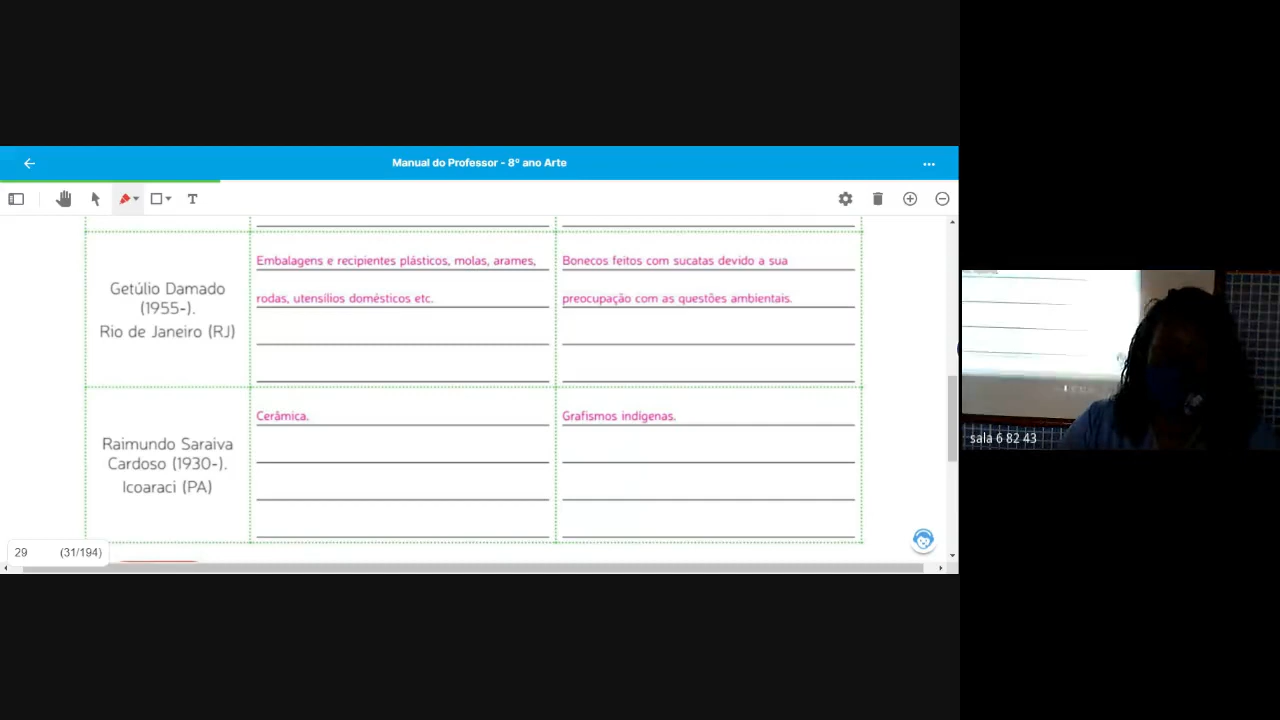 Manual do Professor - 8º ano Arte
T
Getúlio Damado
(1955-).
Rio de Janeiro (RJ)
Embalagens e recipientes plásticos, molas, arames,
rodas, utensílios domésticos etc.
Bonecos feitos com sucatas devido a sua
preocupação com as questões ambientais.
Raimundo Saraiva
Cardoso (1930-).
Icoaraci (PA)
Cerâmica.
Grafismos indígenas.
29 (31/194)
sala 6 82 43